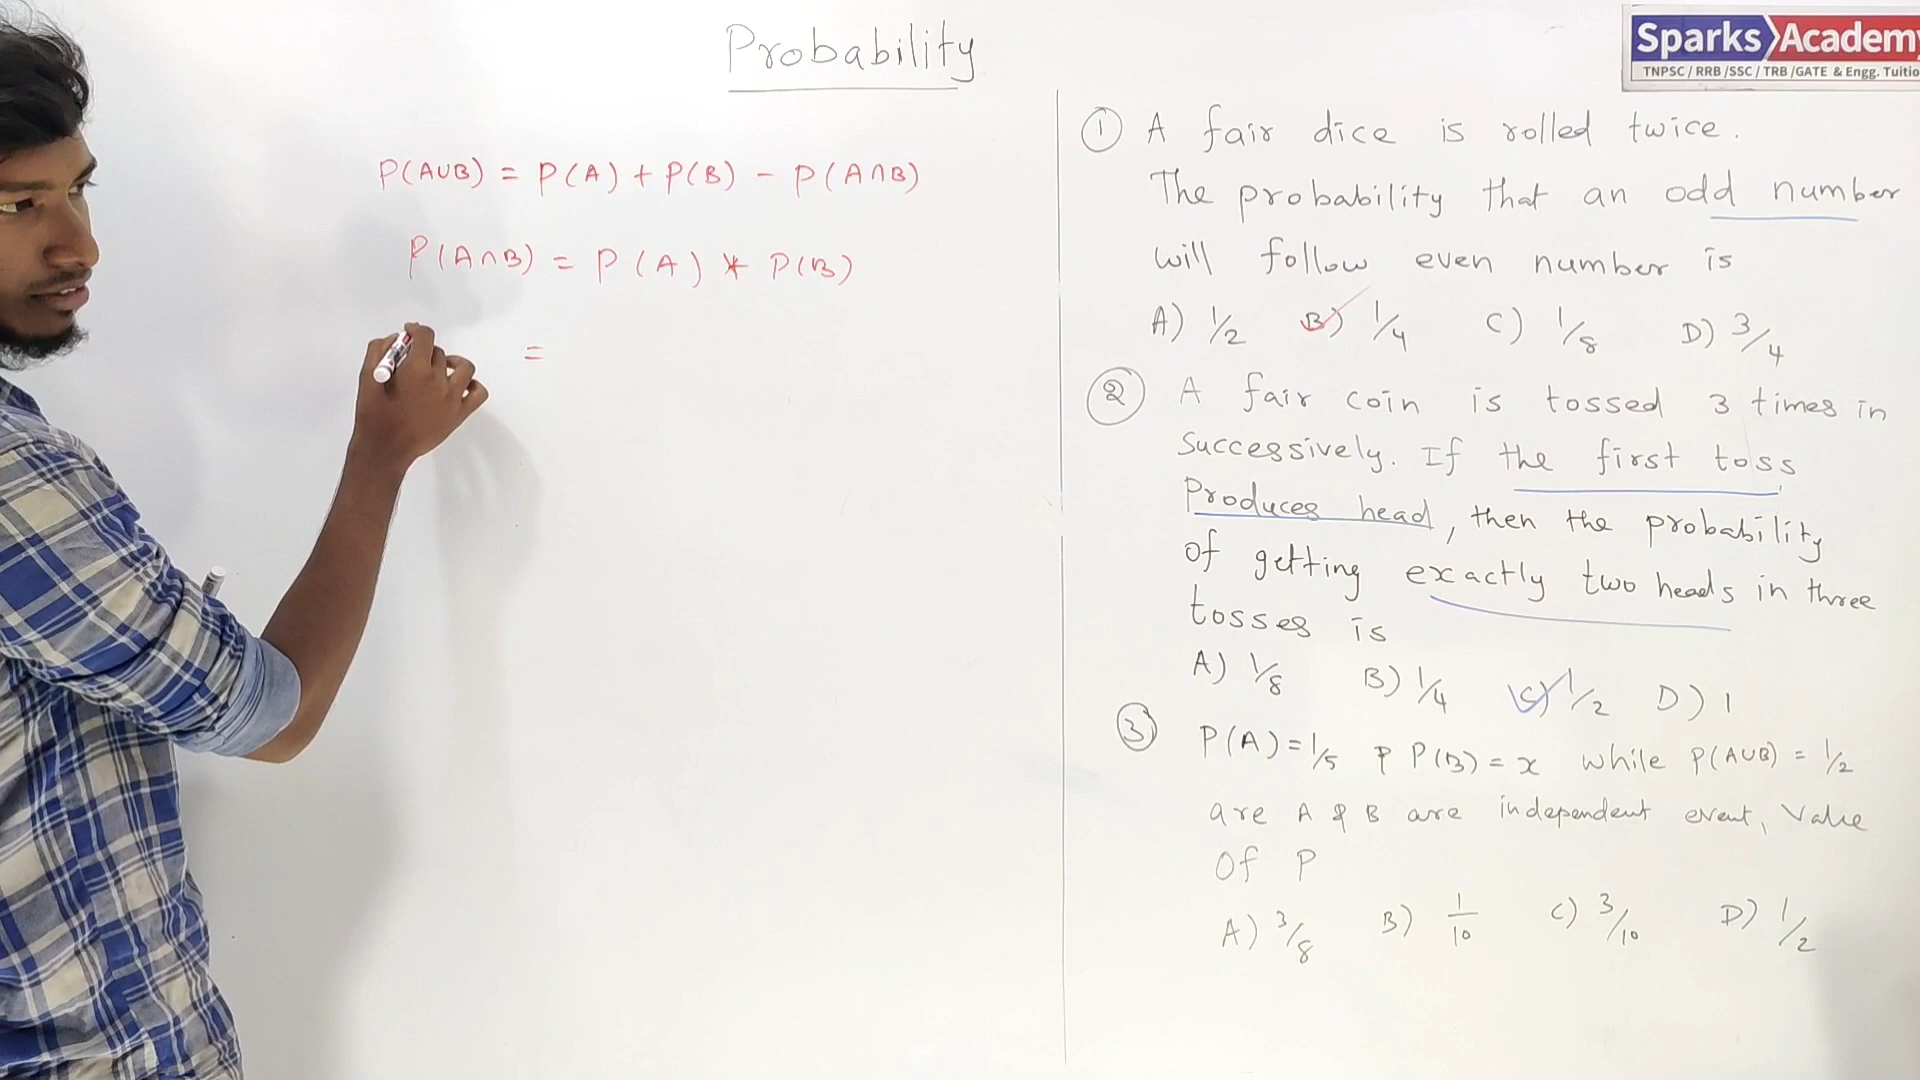 Probability
Sparks Academy
TNPSC / RRB /SSC / TRB /GATE & Engg. Tuitio
P(A∪B) = P(A) + P(B) - P(A∩B)
P(A∩B) = P(A) * P(B)
=
① A fair dice is rolled twice.
The probability that an odd number
will follow even number is
A) 1/2 B) 1/4 C) 1/8 D) 3/4
② A fair coin is tossed 3 times in
Successively. If the first toss
Produces head, then the probability
of getting exactly two heads in three
tosses is
A) 1/8 B) 1/4 C) 1/2 D) 1
③ P(A) = 1/5 & P(B) = x while P(A∪B) = 1/2
are A & B are independent event, Value
Of P
A) 3/8 B) 1/10 C) 3/10 D) 1/2